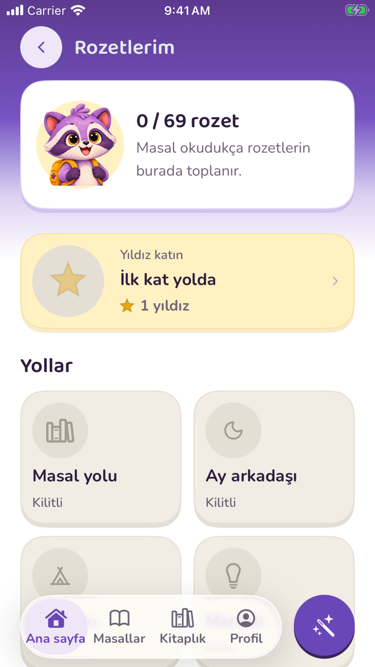 Carrier
9:41 AM
Rozetlerim
0 / 69 rozet
Masal okudukça rozetlerin
burada toplanır.
Yıldız katın
İlk kat yolda
1 yıldız
Yollar
Masal yolu
Kilitli
Ay arkadaşı
Kilitli
Ana sayfa
Masallar
Kitaplık
Profil